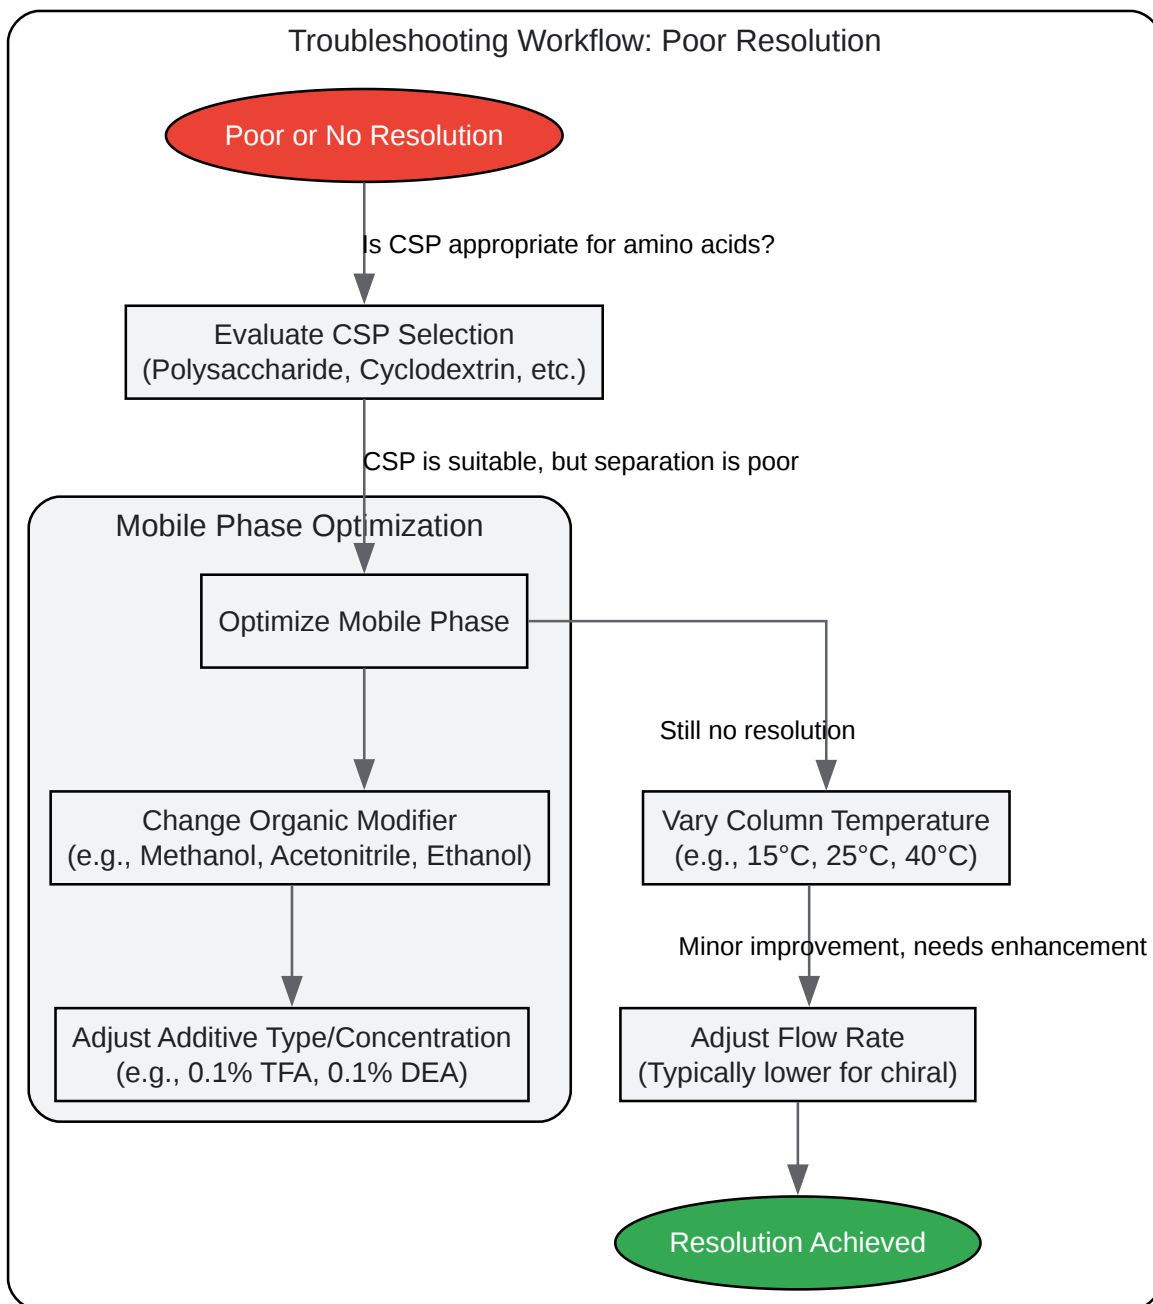 Troubleshooting Workflow: Poor Resolution
Poor or No Resolution
Is CSP appropriate for amino acids?
Evaluate CSP Selection
(Polysaccharide, Cyclodextrin, etc.)
CSP is suitable, but separation is poor
Mobile Phase Optimization
Optimize Mobile Phase
Still no resolution
Change Organic Modifier
(e.g., Methanol, Acetonitrile, Ethanol)
Vary Column Temperature
(e.g., 15°C, 25°C, 40°C)
Minor improvement, needs enhancement
Adjust Additive Type/Concentration
(e.g., 0.1% TFA, 0.1% DEA)
Adjust Flow Rate
(Typically lower for chiral)
Resolution Achieved